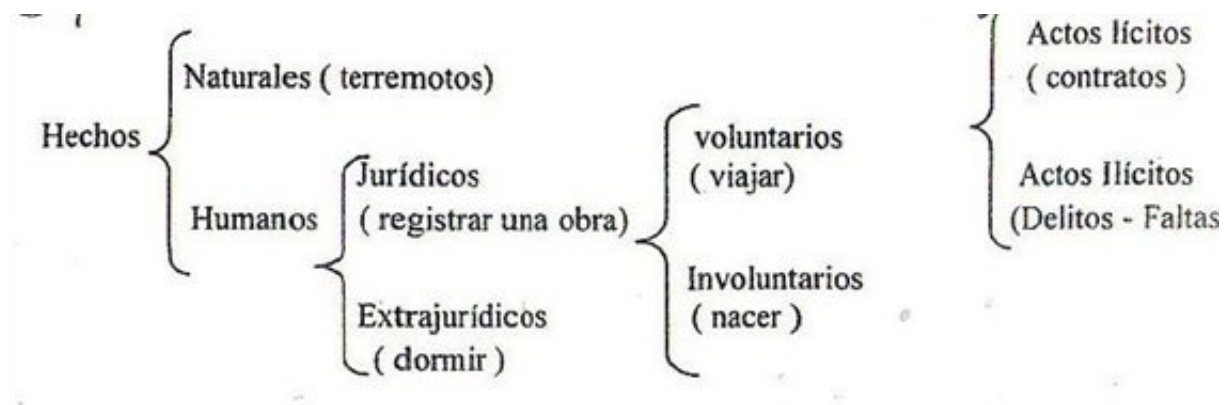 Hechos
Naturales ( terremotos)
Humanos
Jurídicos
( registrar una obra)
Extrajurídicos
( dormir )
voluntarios
( viajar)
Involuntarios
( nacer )
Actos lícitos
( contratos )
Actos Ilícitos
(Delitos - Faltas